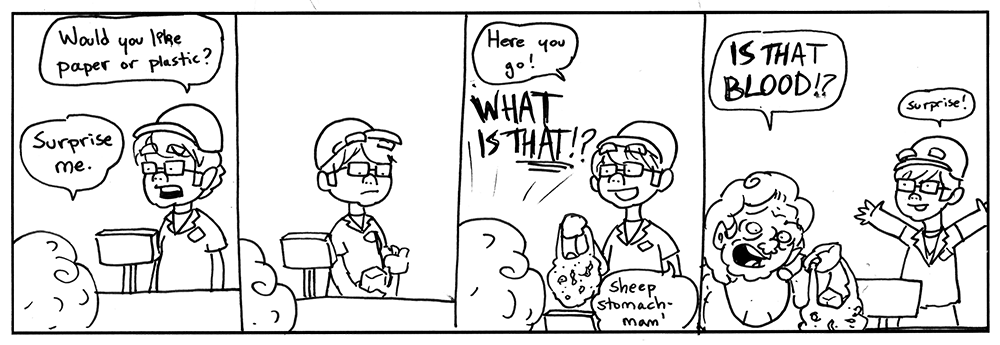 Would you like
paper or plastic?
Surprise
me.
Here you
go!
WHAT
IS THAT!?
Sheep
stomach-
mam!
IS THAT
BLOOD!?
surprise!